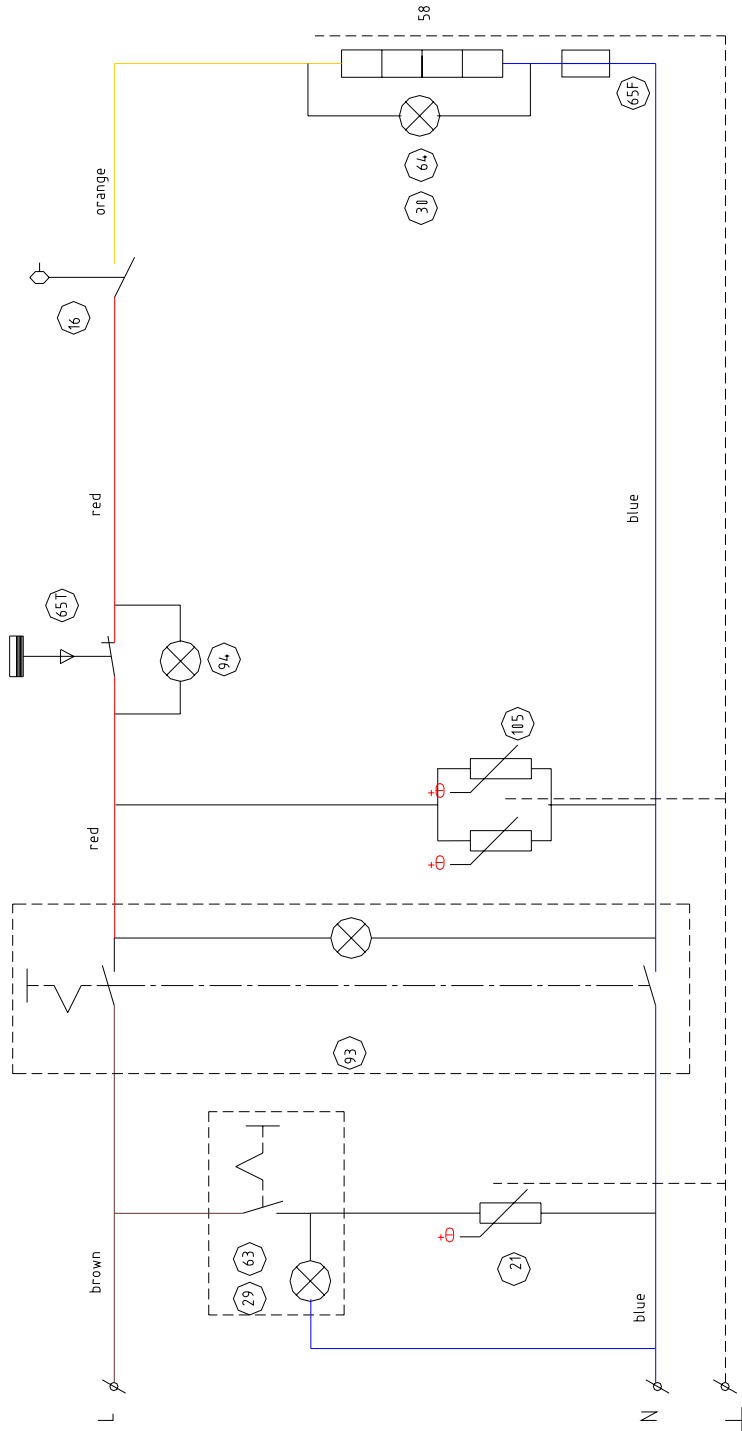 58
65F
64
30
orange
16
red
blue
65T
94
105
+θ
+θ
red
93
63
29
+θ
21
brown
blue
L
N